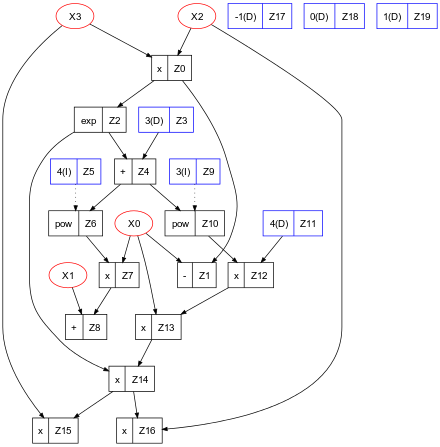 X3 X2 -1(D) Z17 0(D) Z18 1(D) Z19
x Z0
exp Z2 3(D) Z3
4(I) Z5 + Z4 3(I) Z9
pow Z6 X0 pow Z10 4(D) Z11
X1 x Z7 - Z1 x Z12
+ Z8 x Z13
x Z14
x Z15 x Z16